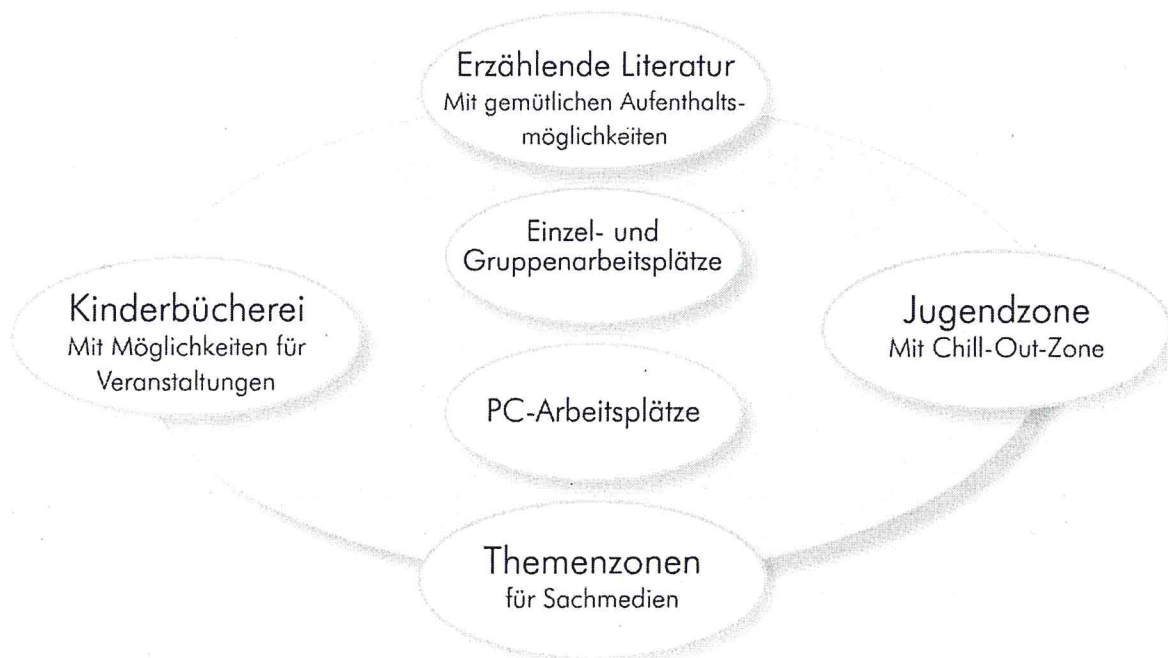 Erzählende Literatur
Mit gemütlichen Aufenthalts-
möglichkeiten
Einzel- und
Gruppenarbeitsplätze
Kinderbücherei
Mit Möglichkeiten für
Veranstaltungen
Jugendzone
Mit Chill-Out-Zone
PC-Arbeitsplätze
Themenzonen
für Sachmedien